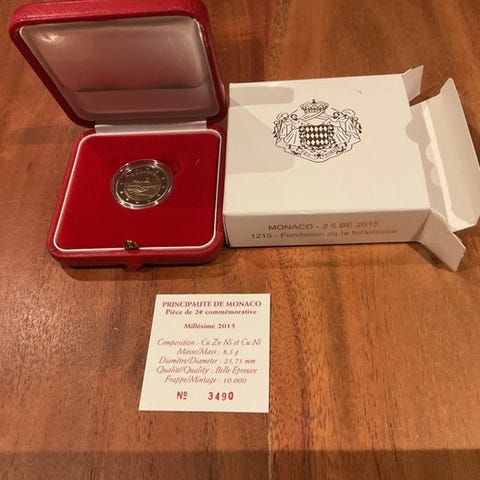 MONACO - 2 € BE 2015
1215 - Fondation de la forteresse
PRINCIPAUTE DE MONACO
Pièce de 2€ commémorative
Millésime 2015
Composition : Cu Zn Ni et Cu Ni
Masse/Mass : 8,5 g
Diamètre/Diameter : 25,75 mm
Qualité/Quality : Belle Epreuve
Frappe/Mintage : 10.000
Nº 3490